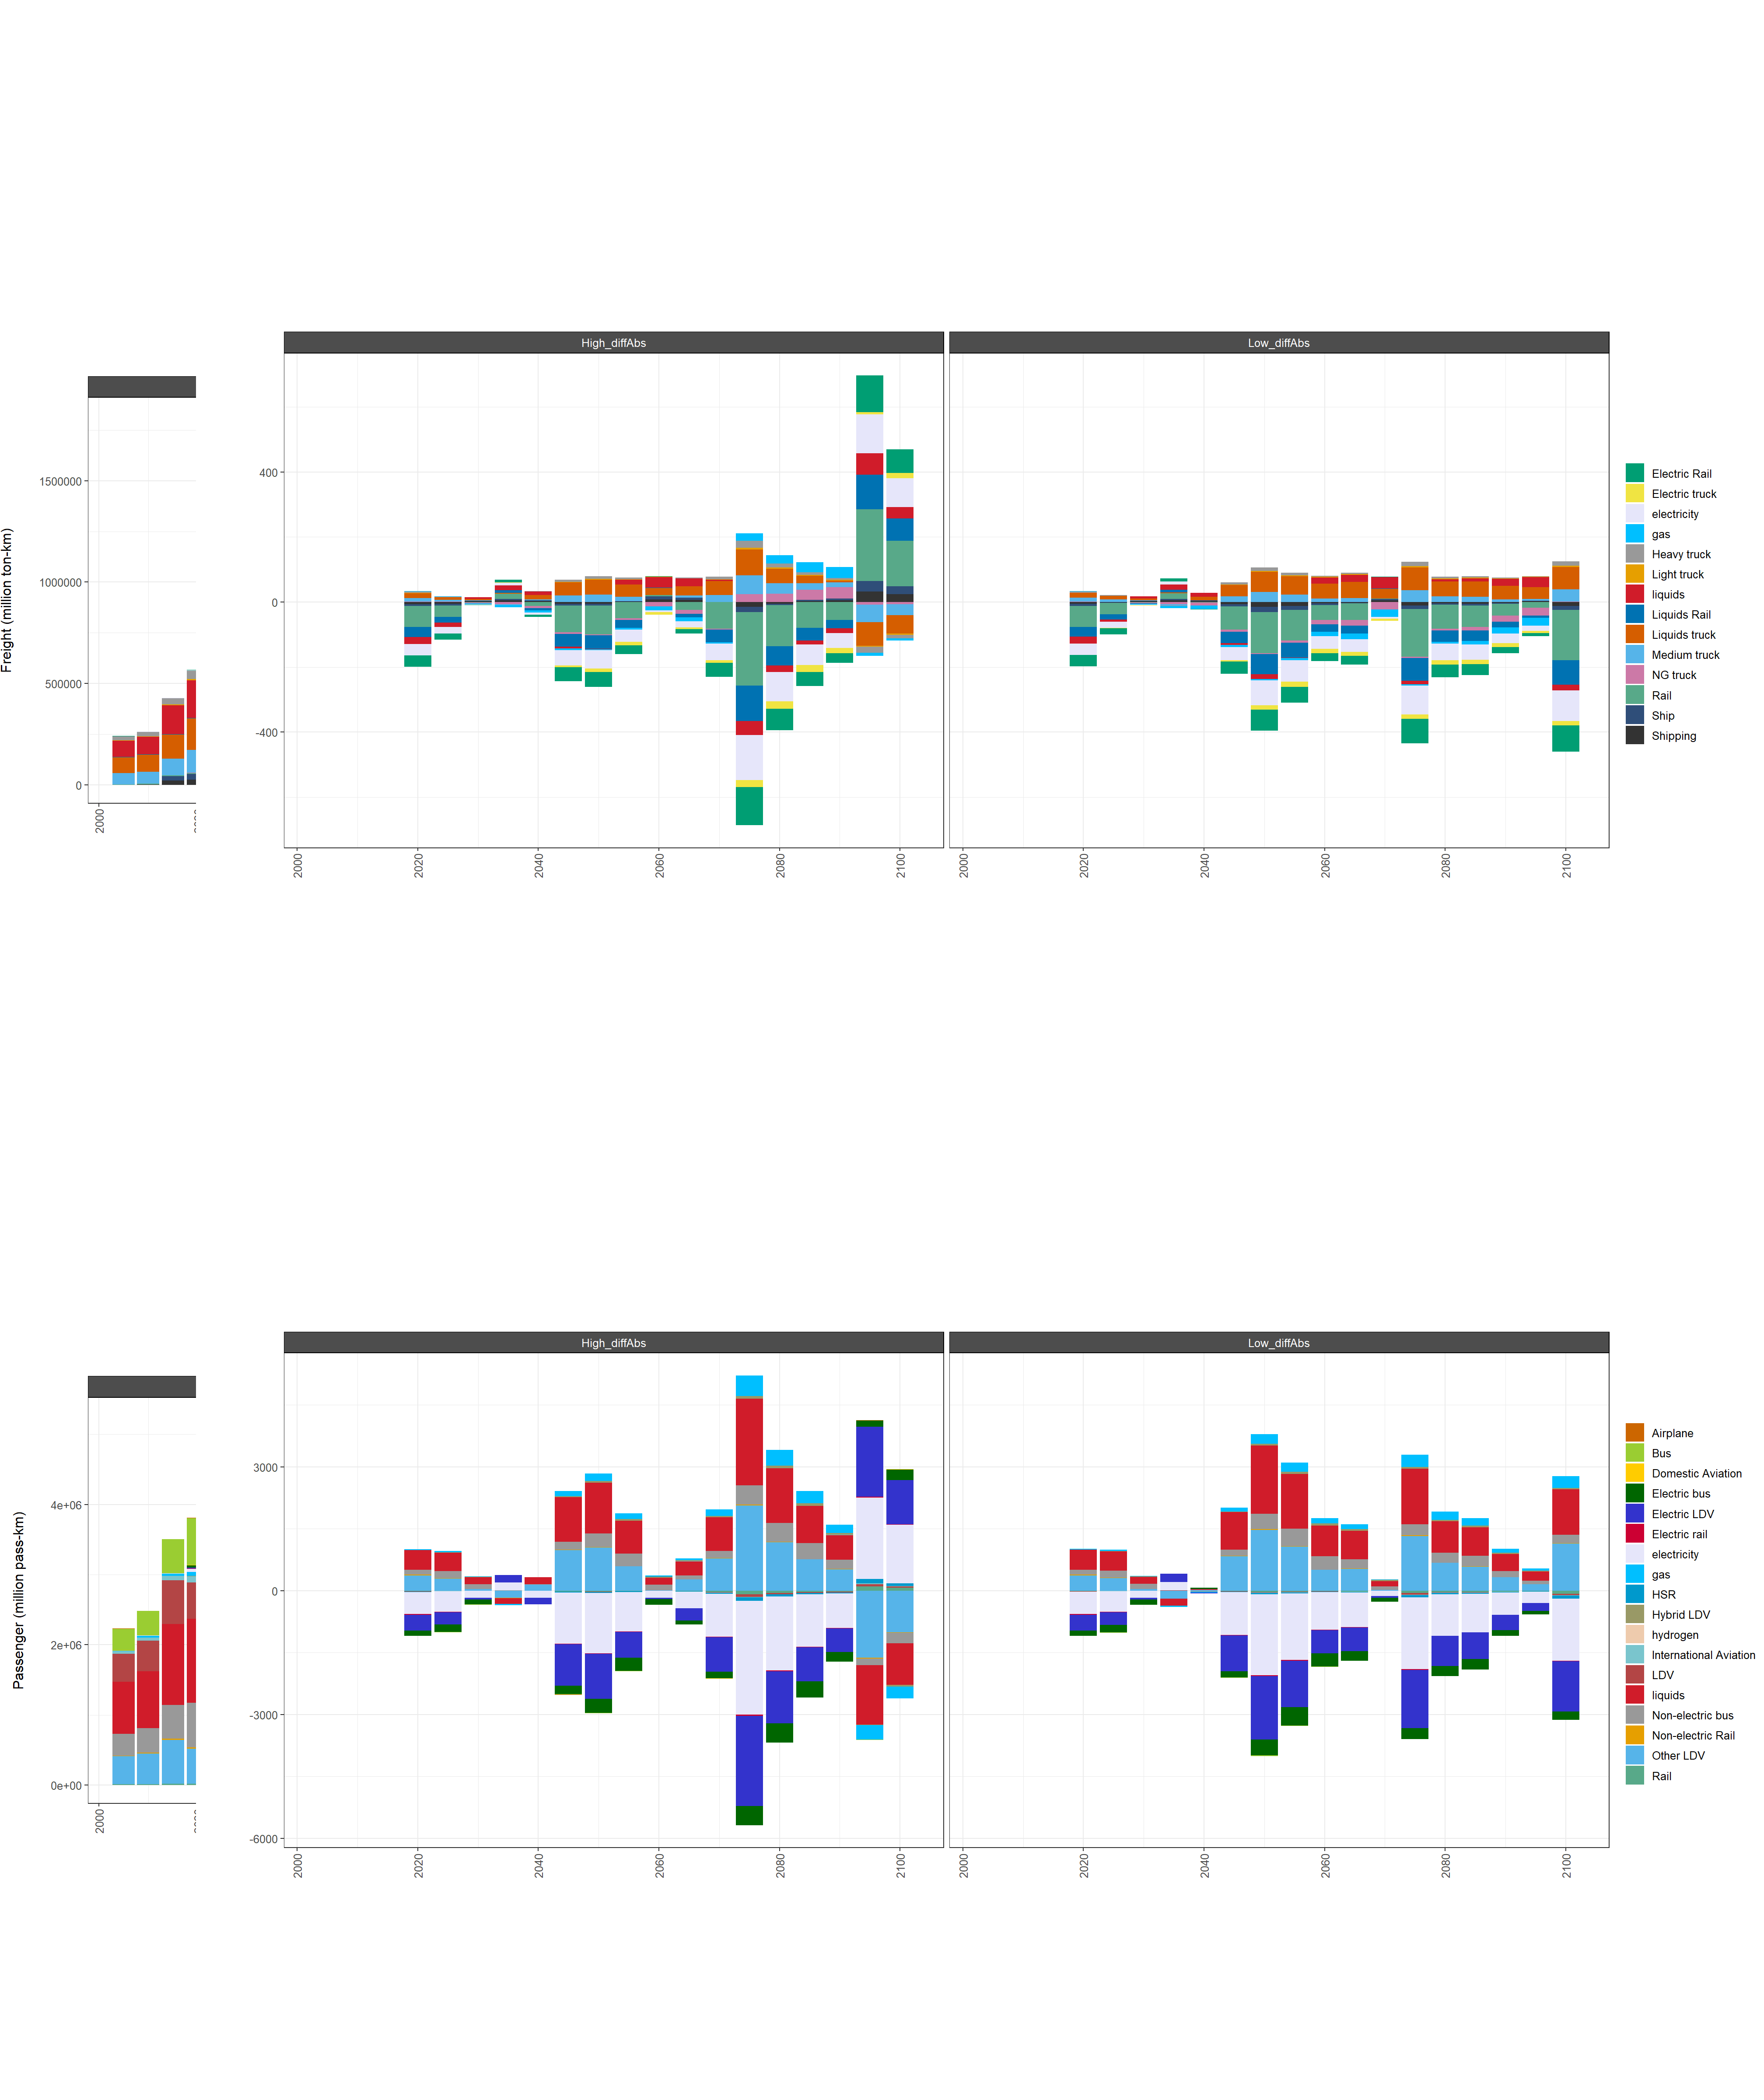 Freight (million ton-km)
1500000
1000000
500000
0
2000
High_diffAbs
Low_diffAbs
400
0
-400
2000
2020
2040
2060
2080
2100
2000
2020
2040
2060
2080
2100
Electric Rail
Electric truck
electricity
gas
Heavy truck
Light truck
liquids
Liquids Rail
Liquids truck
Medium truck
NG truck
Rail
Ship
Shipping
Passenger (million pass-km)
4e+06
2e+06
0e+00
2000
High_diffAbs
Low_diffAbs
3000
0
-3000
-6000
2000
2020
2040
2060
2080
2100
2000
2020
2040
2060
2080
2100
Airplane
Bus
Domestic Aviation
Electric bus
Electric LDV
Electric rail
electricity
gas
HSR
Hybrid LDV
hydrogen
International Aviation
LDV
liquids
Non-electric bus
Non-electric Rail
Other LDV
Rail